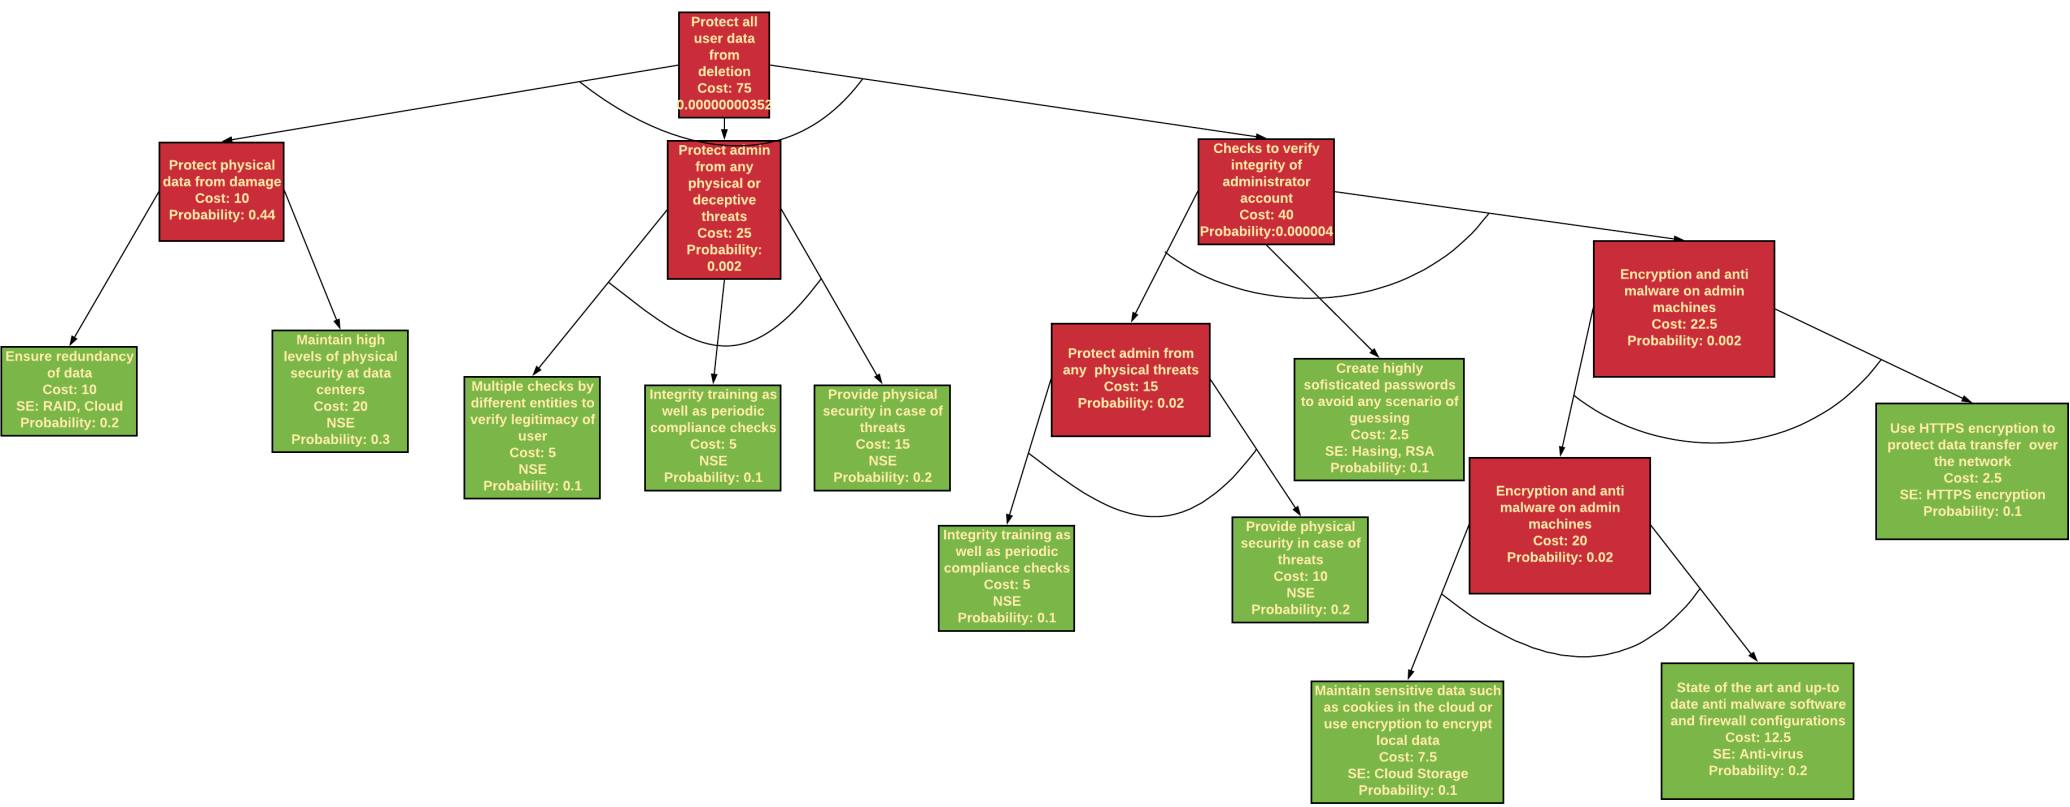 Protect all
user data
from
deletion
Cost: 75
0.00000000352
Protect physical
data from damage
Cost: 10
Probability: 0.44
Protect admin
from any
physical or
deceptive
threats
Cost: 25
Probability:
0.002
Checks to verify
integrity of
administrator
account
Cost: 40
Probability:0.000004
Encryption and anti
malware on admin
machines
Cost: 22.5
Probability: 0.002
Ensure redundancy
of data
Cost: 10
SE: RAID, Cloud
Probability: 0.2
Maintain high
levels of physical
security at data
centers
Cost: 20
NSE
Probability: 0.3
Multiple checks by
different entities to
verify legitimacy of
user
Cost: 5
NSE
Probability: 0.1
Integrity training as
well as periodic
compliance checks
Cost: 5
NSE
Probability: 0.1
Provide physical
security in case of
threats
Cost: 15
NSE
Probability: 0.2
Protect admin from
any physical threats
Cost: 15
Probability: 0.02
Create highly
sofisticated passwords
to avoid any scenario of
guessing
Cost: 2.5
SE: Hasing, RSA
Probability: 0.1
Use HTTPS encryption to
protect data transfer over
the network
Cost: 2.5
SE: HTTPS encryption
Probability: 0.1
Encryption and anti
malware on admin
machines
Cost: 20
Probability: 0.02
Integrity training as
well as periodic
compliance checks
Cost: 5
NSE
Probability: 0.1
Provide physical
security in case of
threats
Cost: 10
NSE
Probability: 0.2
Maintain sensitive data such
as cookies in the cloud or
use encryption to encrypt
local data
Cost: 7.5
SE: Cloud Storage
Probability: 0.1
State of the art and up-to
date anti malware software
and firewall configurations
Cost: 12.5
SE: Anti-virus
Probability: 0.2